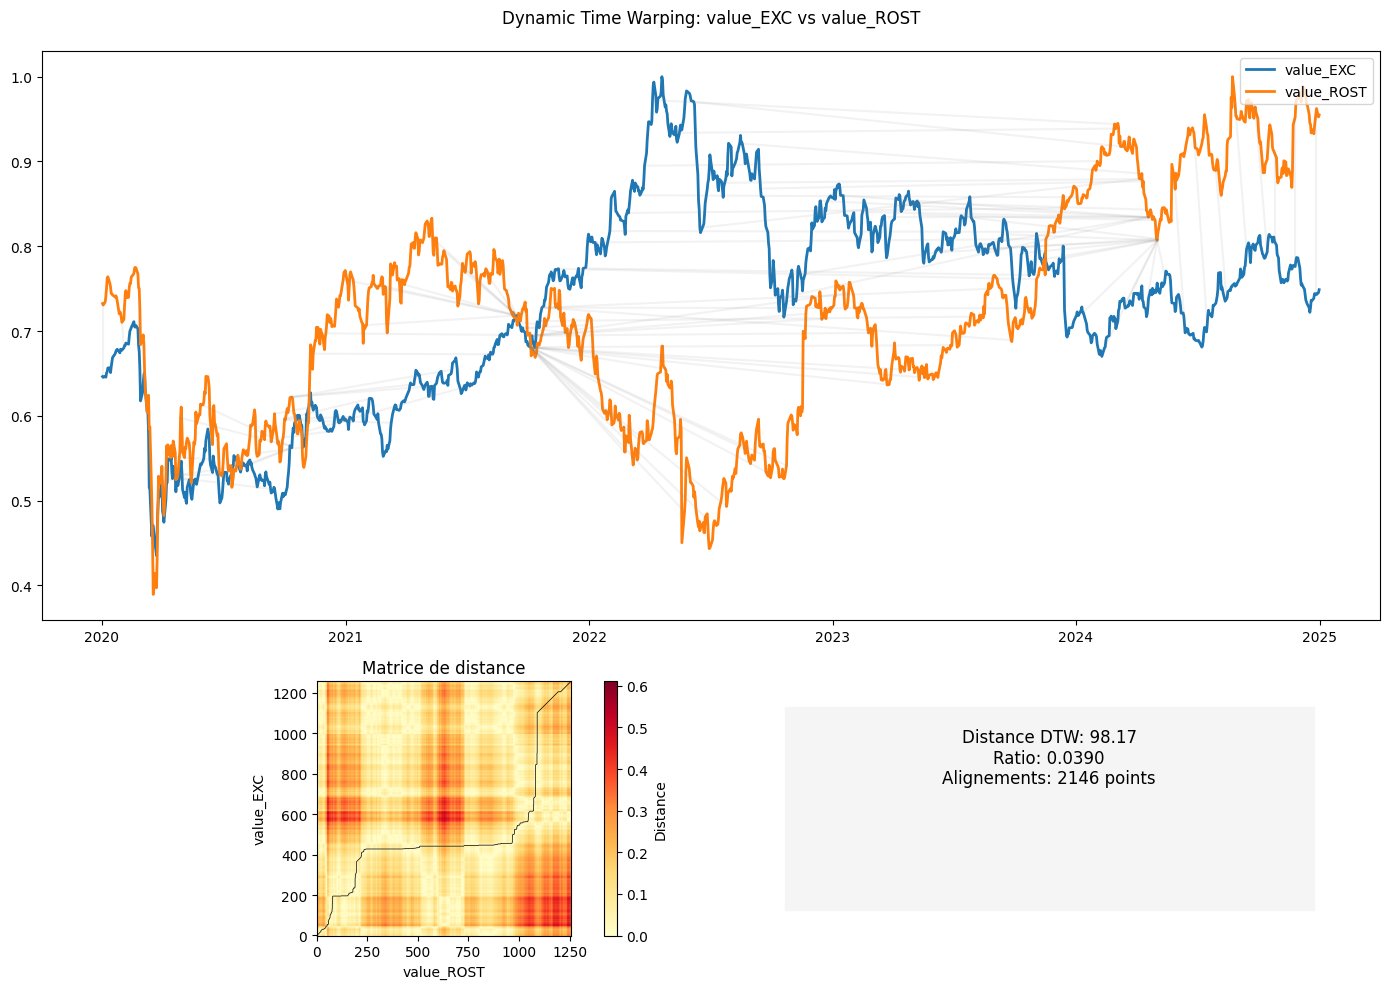 Dynamic Time Warping: value_EXC vs value_ROST
value_EXC
value_ROST
1.0
0.9
0.8
0.7
0.6
0.5
0.4
2020 2021 2022 2023 2024 2025
Matrice de distance
value_EXC
1200
1000
800
600
400
200
0
0 250 500 750 1000 1250
value_ROST
0.6
0.5
0.4
0.3
0.2
0.1
0.0
Distance
Distance DTW: 98.17
Ratio: 0.0390
Alignements: 2146 points